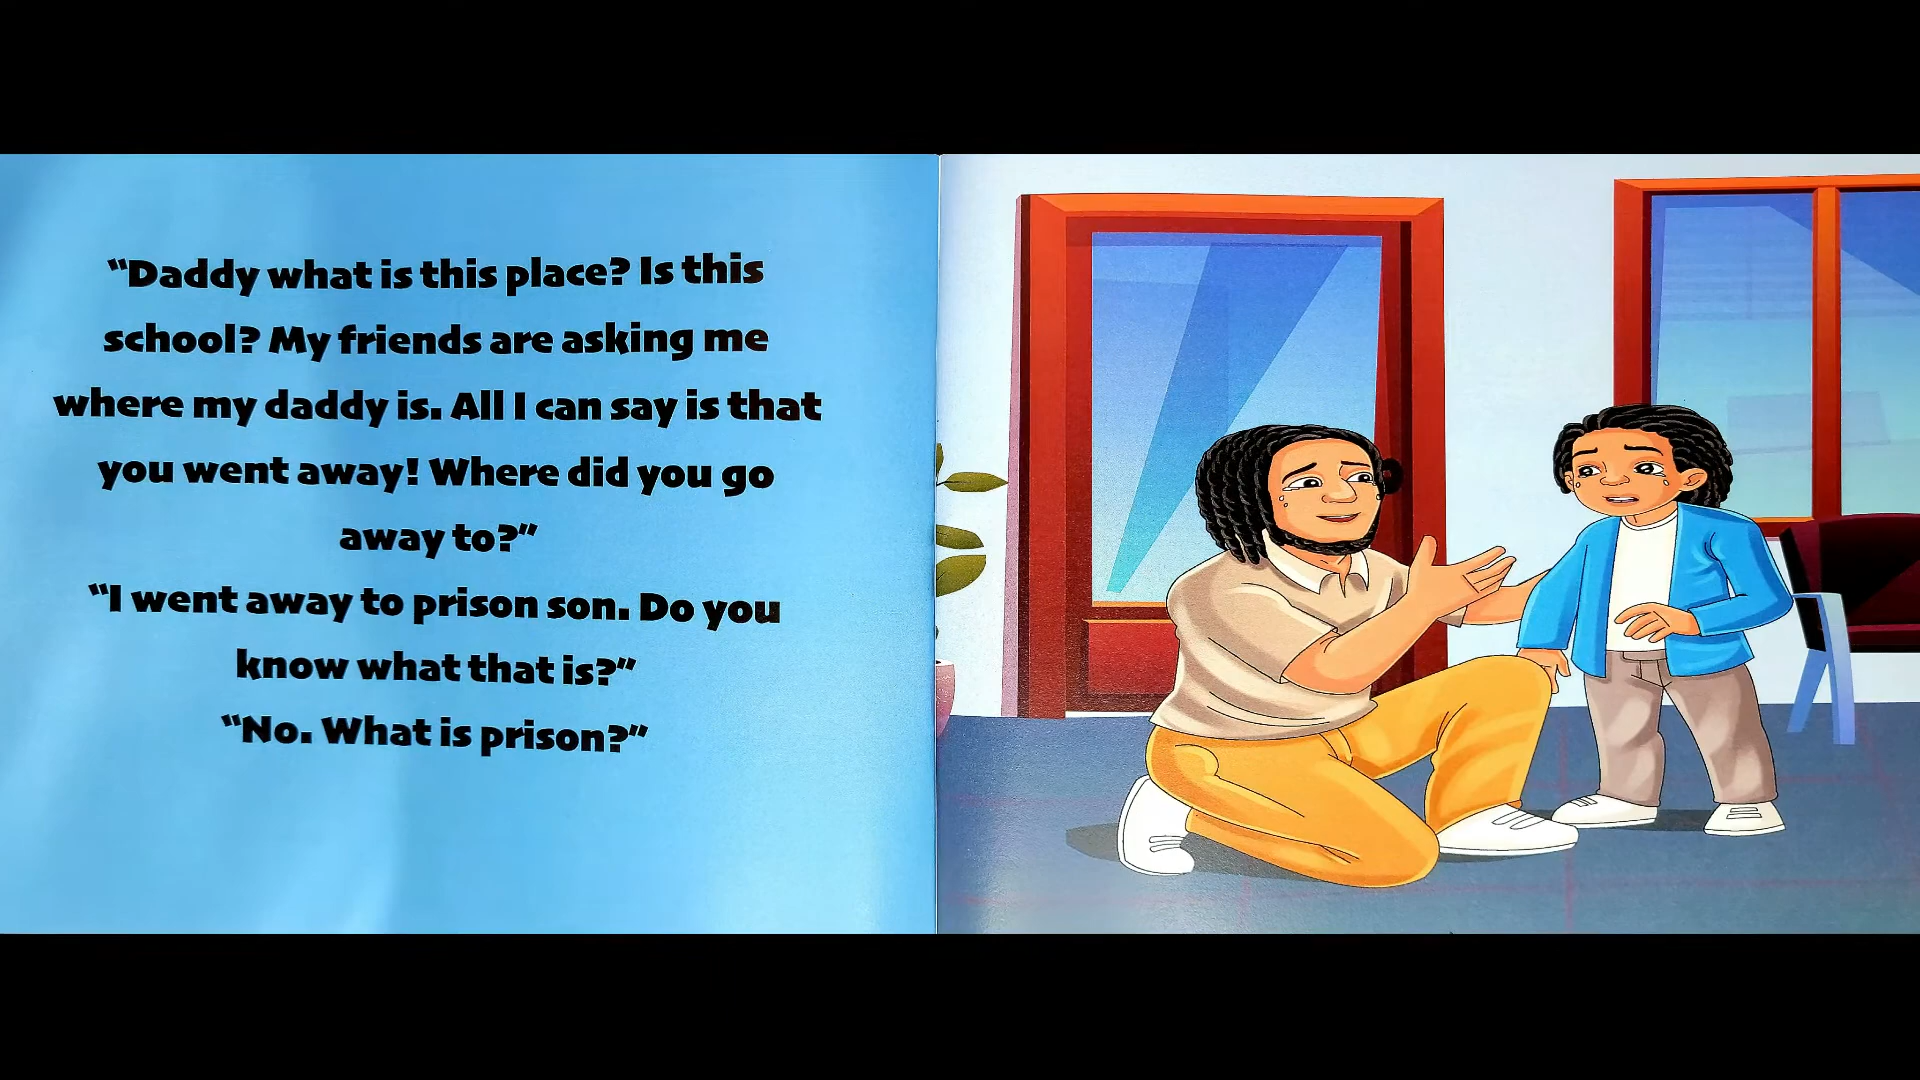 “Daddy what is this place? Is this
school? My friends are asking me
where my daddy is. All I can say is that
you went away! Where did you go
away to?”
“I went away to prison son. Do you
know what that is?”
“No. What is prison?”